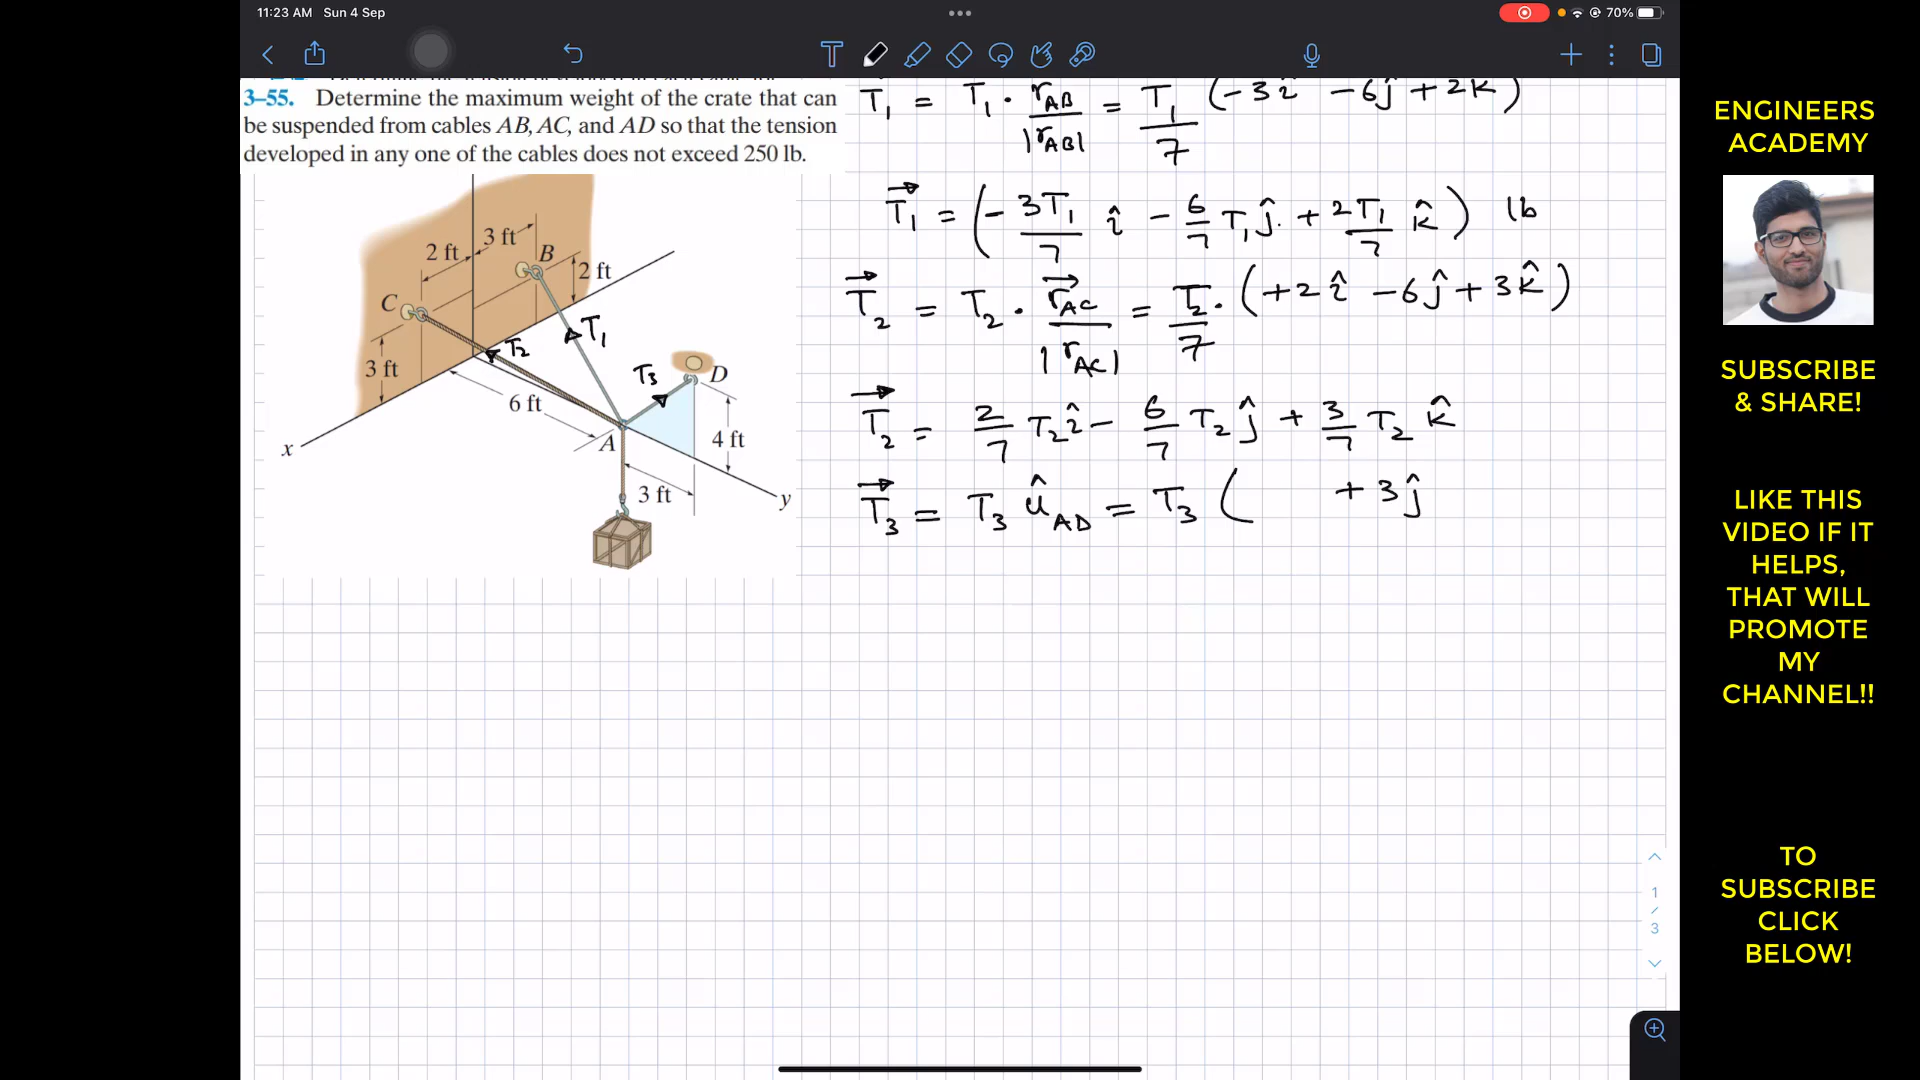 11:23 AM Sun 4 Sep
70%
3–55. Determine the maximum weight of the crate that can
be suspended from cables AB, AC, and AD so that the tension
developed in any one of the cables does not exceed 250 lb.
2 ft
3 ft
B
2 ft
C
T₁
T₂
3 ft
T₃
D
6 ft
4 ft
A
x
3 ft
y
T₁ = T₁ · r_AB / |r_AB| = T₁/7 (-3î -6ĵ +2k)
T₁ = (- 3T₁/7 î - 6/7 T₁ĵ + 2T₁/7 k̂) lb
T₂ = T₂ · r_AC / |r_AC| = T₂/7 · (+2î -6ĵ +3k̂)
T₂ = 2/7 T₂î - 6/7 T₂ĵ + 3/7 T₂ k̂
T₃ = T₃ û_AD = T₃ ( +3ĵ
1
/
3
ENGINEERS
ACADEMY
SUBSCRIBE
& SHARE!
LIKE THIS
VIDEO IF IT
HELPS,
THAT WILL
PROMOTE
MY
CHANNEL!!
TO
SUBSCRIBE
CLICK
BELOW!